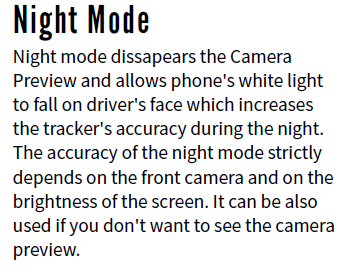 Night Mode
Night mode dissapears the Camera
Preview and allows phone's white light
to fall on driver's face which increases
the tracker's accuracy during the night.
The accuracy of the night mode strictly
depends on the front camera and on the
brightness of the screen. It can be also
used if you don't want to see the camera
preview.